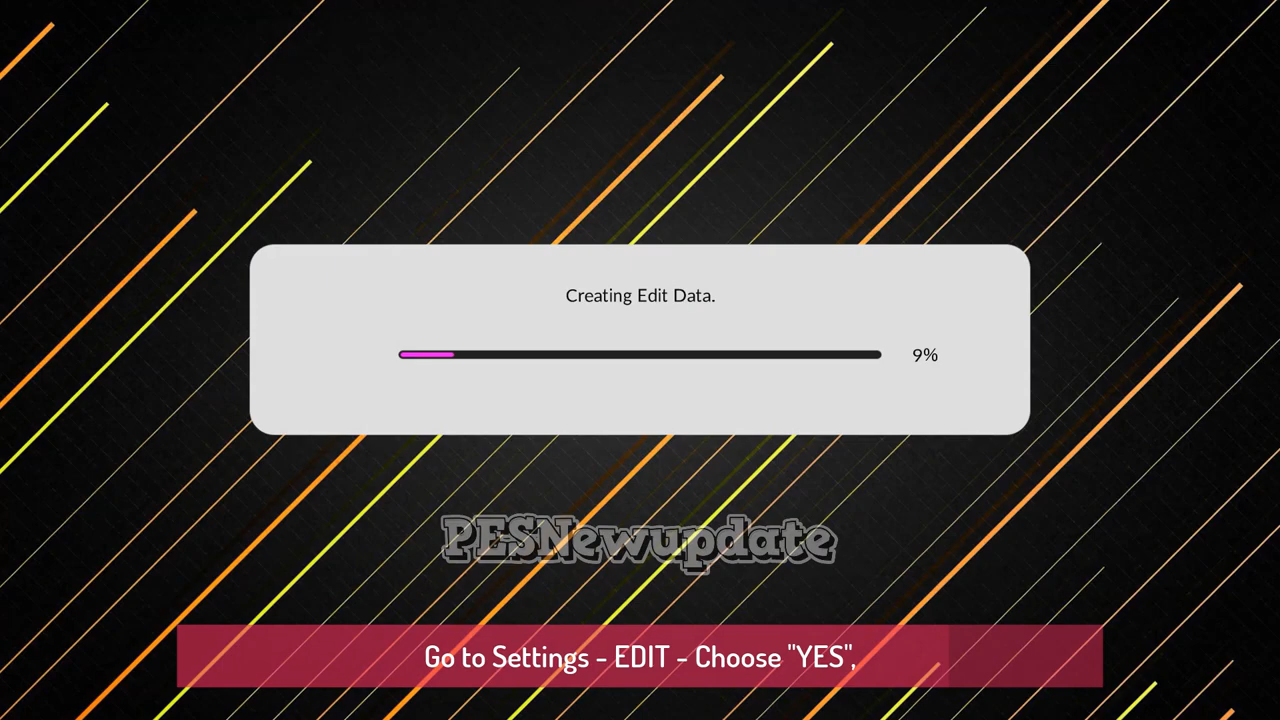 Creating Edit Data.
9%
PESNewupdate
Go to Settings - EDIT - Choose "YES",